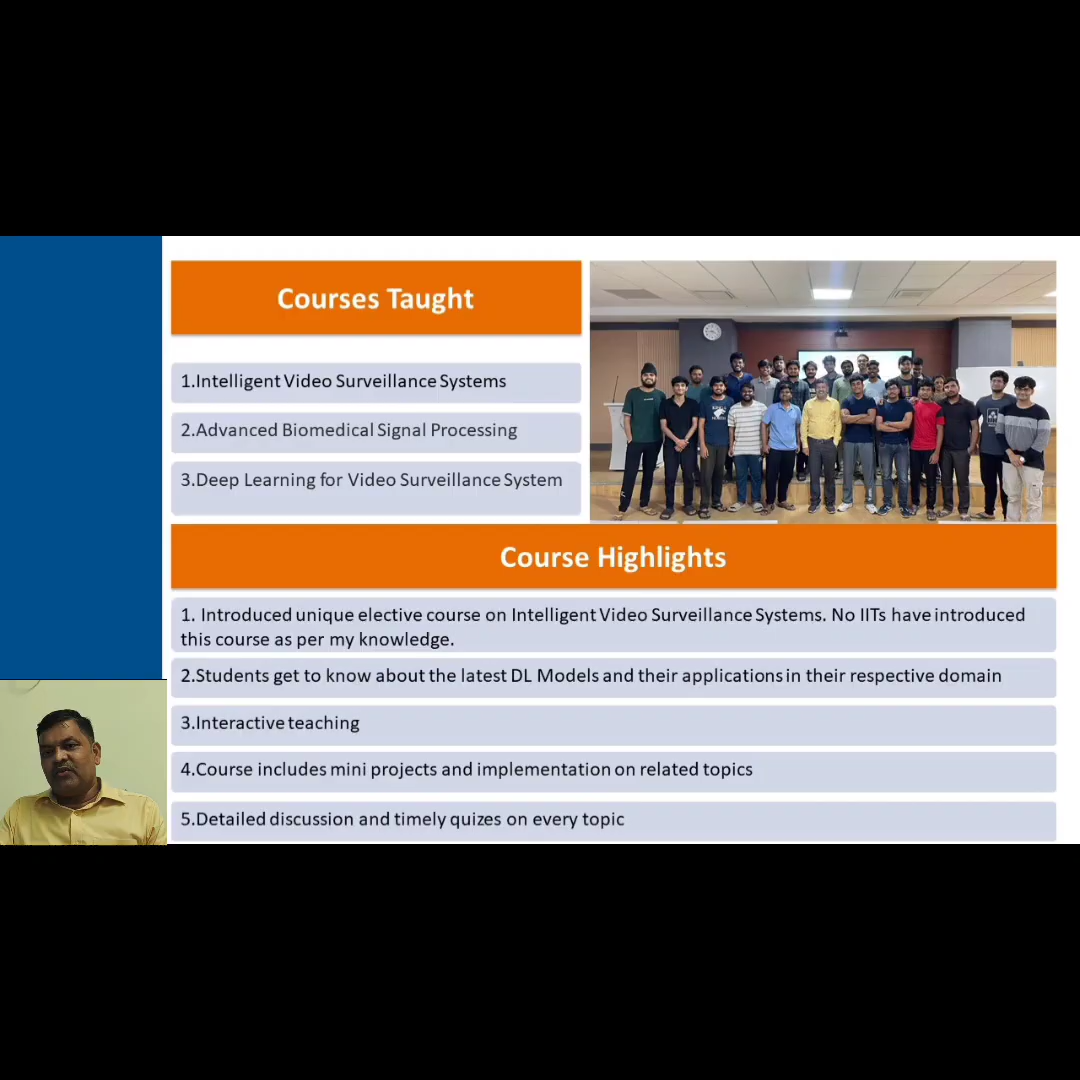 Courses Taught
1.Intelligent Video Surveillance Systems
2.Advanced Biomedical Signal Processing
3.Deep Learning for Video Surveillance System
Course Highlights
1. Introduced unique elective course on Intelligent Video Surveillance Systems. No IITs have introduced
this course as per my knowledge.
2.Students get to know about the latest DL Models and their applications in their respective domain
3.Interactive teaching
4.Course includes mini projects and implementation on related topics
5.Detailed discussion and timely quizes on every topic